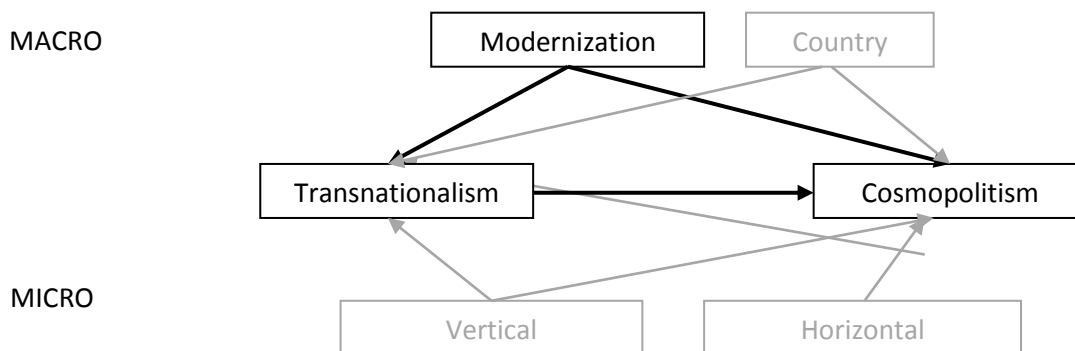 MACRO
Modernization
Country
Transnationalism
Cosmopolitism
MICRO
Vertical
Horizontal